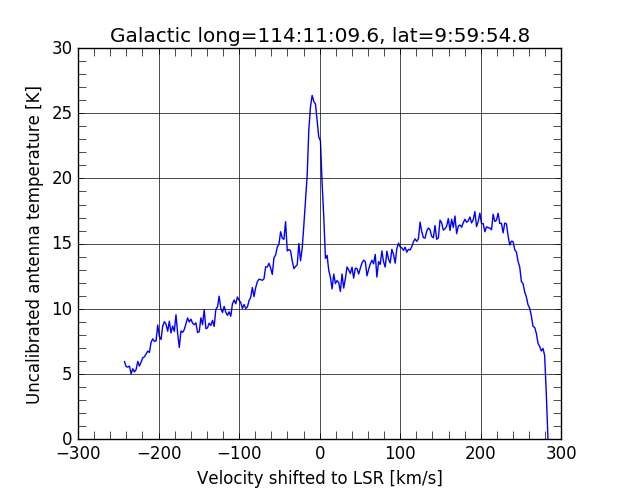 Galactic long=114:11:09.6, lat=9:59:54.8
Uncalibrated antenna temperature [K]
30
25
20
15
10
5
0
−300 −200 −100 0 100 200 300
Velocity shifted to LSR [km/s]